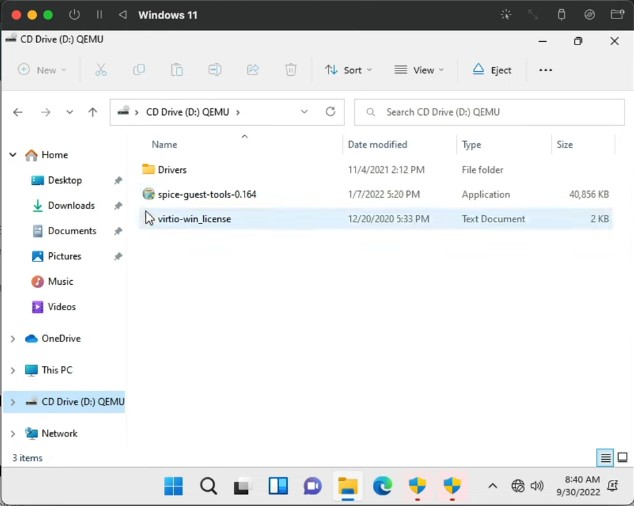 Windows 11
CD Drive (D:) QEMU
New
Sort
View
Eject
CD Drive (D:) QEMU
Search CD Drive (D:) QEMU
Name Date modified Type Size
Home
Desktop
Downloads
Documents
Pictures
Music
Videos
OneDrive
This PC
CD Drive (D:) QEMU
Network
Drivers 11/4/2021 2:12 PM File folder
spice-guest-tools-0.164 1/7/2022 5:20 PM Application 40,856 KB
virtio-win_license 12/20/2020 5:33 PM Text Document 2 KB
3 items
8:40 AM
9/30/2022